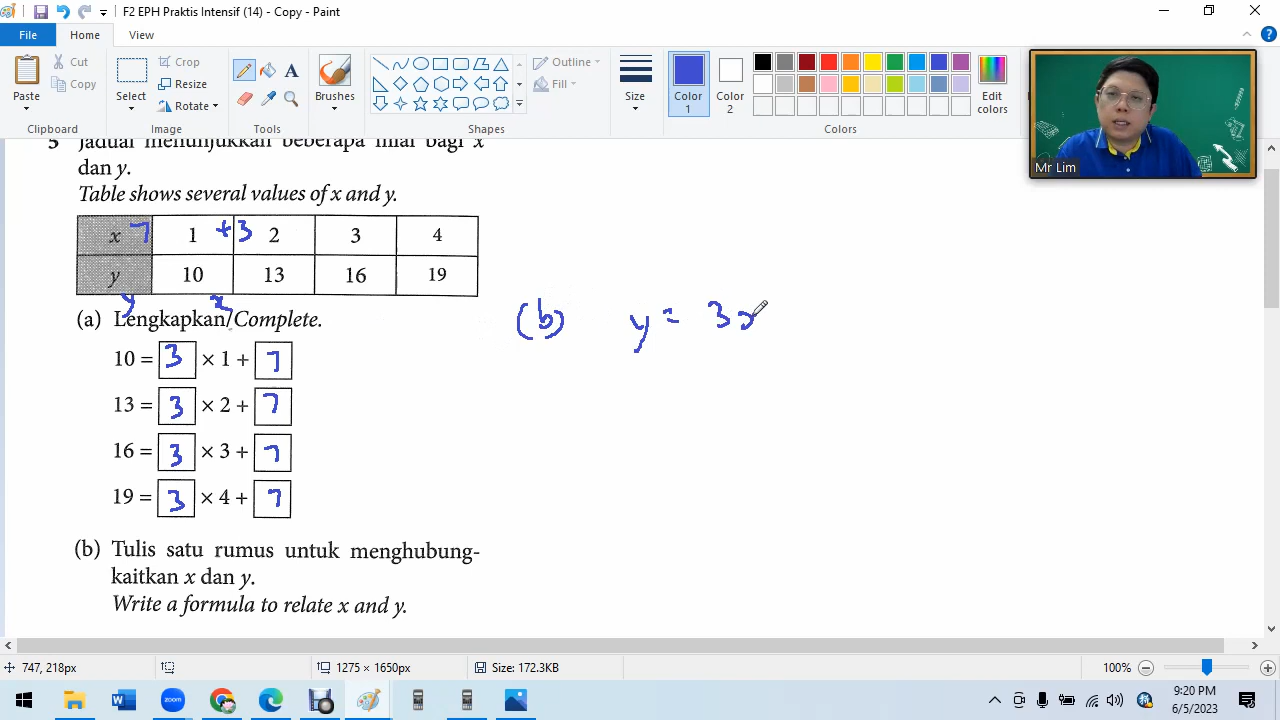 F2 EPH Praktis Intensif (14) - Copy - Paint
File Home View
Paste Cut Copy Select Crop Resize Rotate A Brushes Outline Fill Size Color 1 Color 2 Edit colors
Clipboard Image Tools Shapes Colors
Mr Lim
5 Jadual menunjukkan beberapa nilai bagi x
dan y.
Table shows several values of x and y.
x 7 1 +3 2 3 4
y 10 13 16 19
y x
(a) Lengkapkan/Complete.
(b) y = 3x
10 = 3 × 1 + 7
13 = 3 × 2 + 7
16 = 3 × 3 + 7
19 = 3 × 4 + 7
(b) Tulis satu rumus untuk menghubung-
kaitkan x dan y.
Write a formula to relate x and y.
747, 218px 1275 × 1650px Size: 172.3KB 100%
W zoom 9:20 PM
6/5/2023